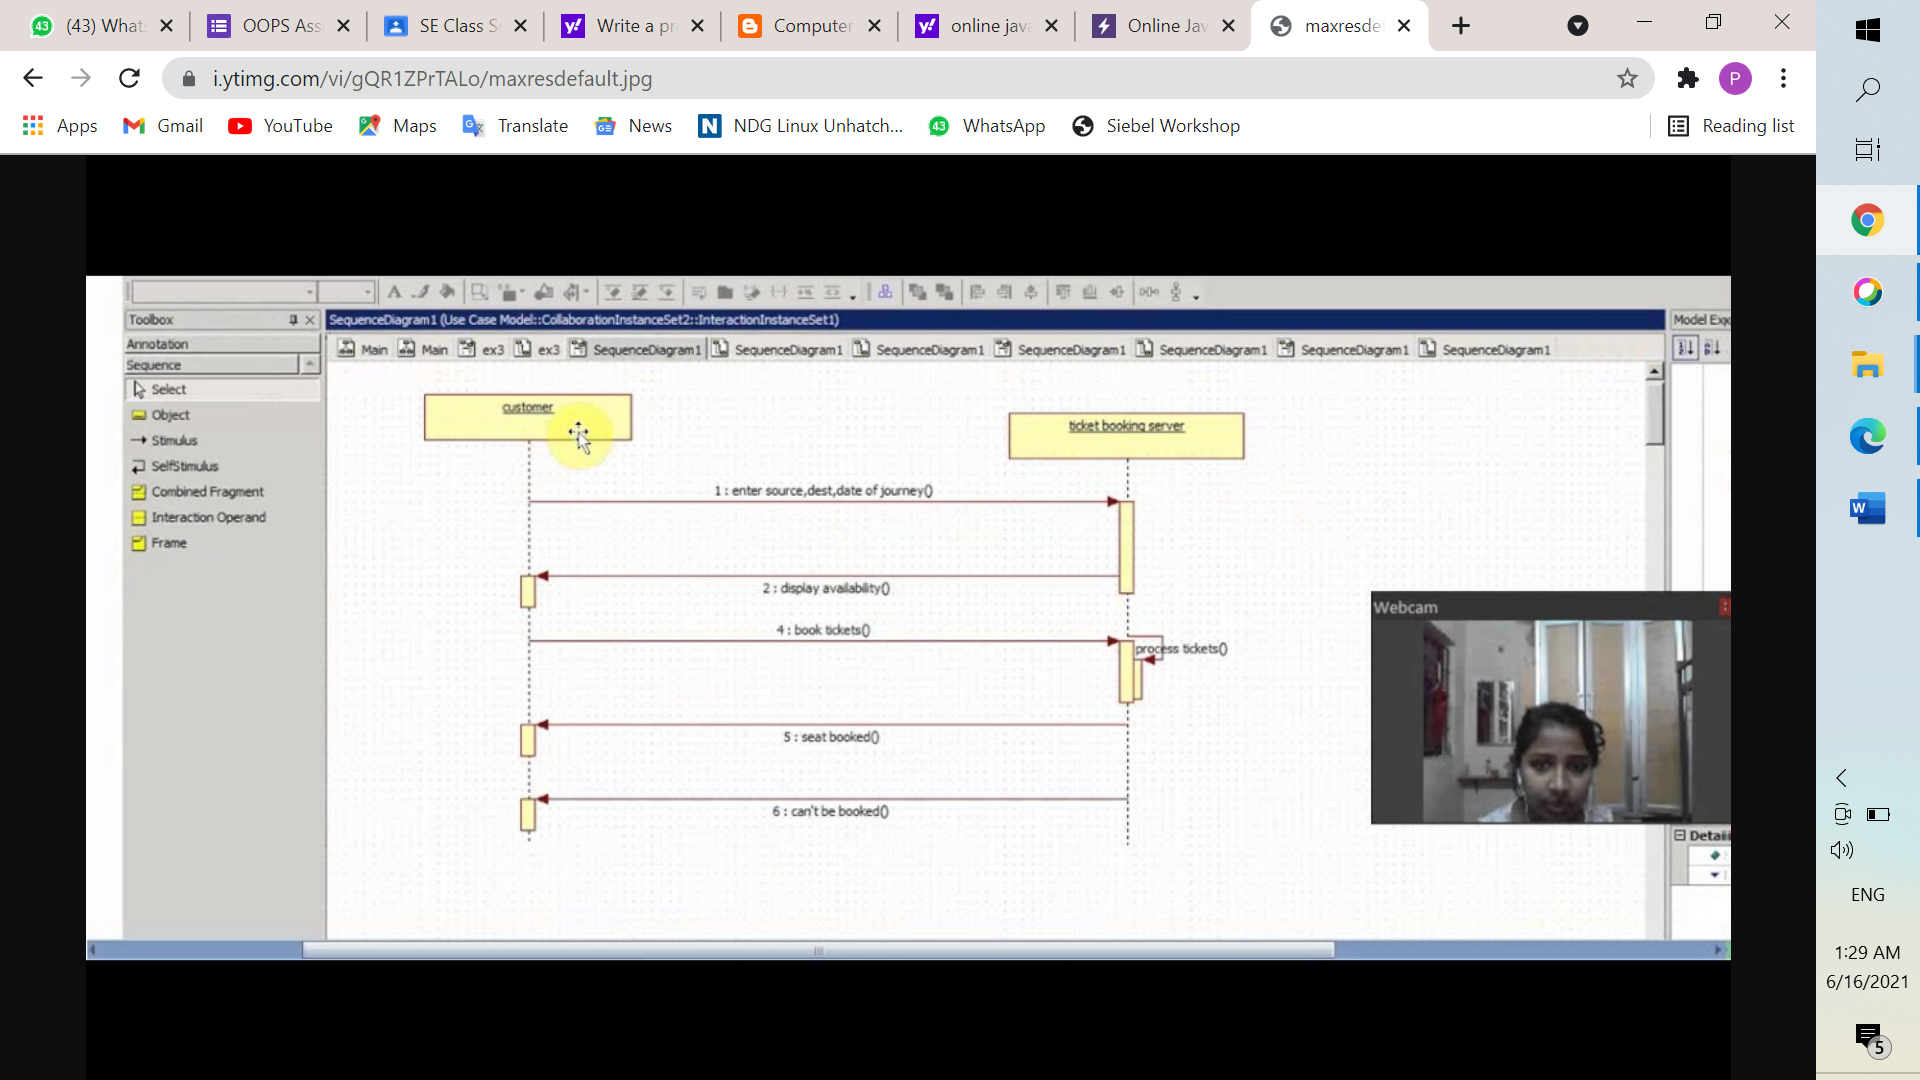 (43) Whats
OOPS Assi
SE Class S
Write a pr
Computer
online java
Online Jav
maxresdef
i.ytimg.com/vi/gQR1ZPrTALo/maxresdefault.jpg
P
Apps
Gmail
YouTube
Maps
Translate
News
NDG Linux Unhatch...
WhatsApp
Siebel Workshop
Reading list
Toolbox
SequenceDiagram1 (Use Case Model::CollaborationInstanceSet2::InteractionInstanceSet1)
Model Exp
Annotation
Main
Main
ex3
ex3
SequenceDiagram1
SequenceDiagram1
SequenceDiagram1
SequenceDiagram1
SequenceDiagram1
SequenceDiagram1
SequenceDiagram1
Sequence
Select
Object
Stimulus
SelfStimulus
Combined Fragment
Interaction Operand
Frame
customer
ticket booking server
1 : enter source,dest,date of journey()
2 : display availability()
4 : book tickets()
process tickets()
5 : seat booked()
6 : can't be booked()
Webcam
Detail
ENG
1:29 AM
6/16/2021
5